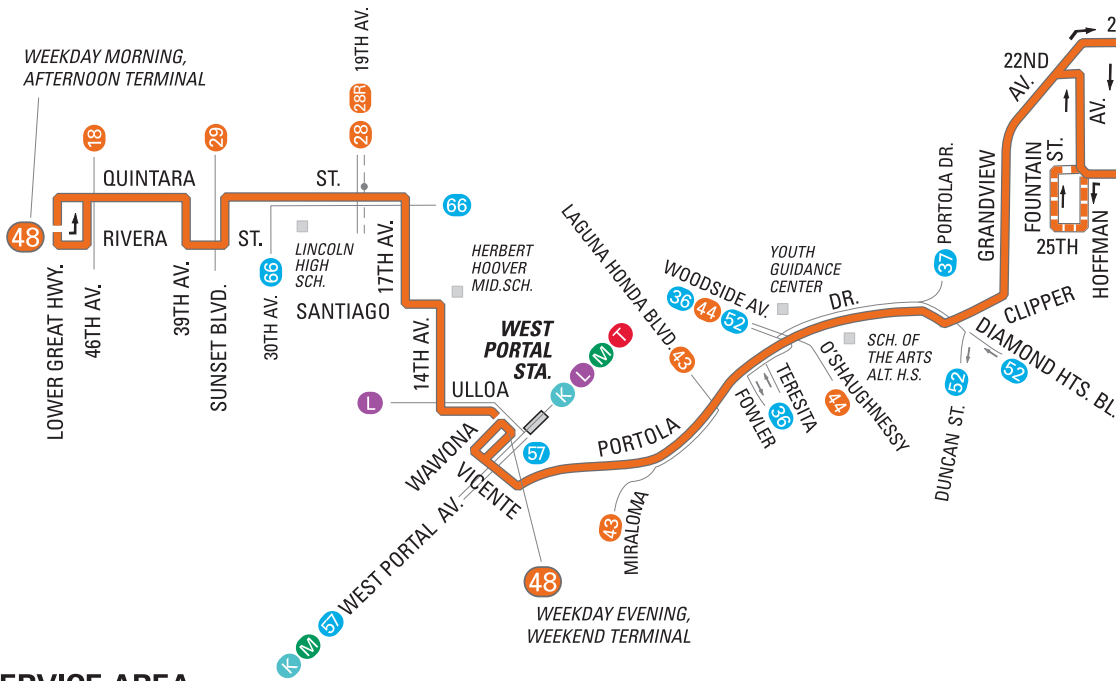 WEEKDAY MORNING,
AFTERNOON TERMINAL
48
LOWER GREAT HWY.
18
46TH AV.
QUINTARA
ST.
RIVERA
ST.
39TH AV.
29
SUNSET BLVD.
19TH AV.
28R
28
66
66
30TH AV.
LINCOLN
HIGH
SCH.
SANTIAGO
17TH AV.
HERBERT
HOOVER
MID.SCH.
14TH AV.
WEST
PORTAL
STA.
K
L
M
T
L
ULLOA
57
WAWONA
VICENTE
K
M
57
WEST PORTAL AV.
48
WEEKDAY EVENING,
WEEKEND TERMINAL
PORTOLA
DR.
43
MIRALOMA
LAGUNA HONDA BLVD.
43
WOODSIDE AV.
36
44
52
YOUTH
GUIDANCE
CENTER
FOWLER
36
TERESITA
O'SHAUGHNESSY
44
SCH. OF
THE ARTS
ALT. H.S.
37
PORTOLA DR.
DUNCAN ST.
52
52
DIAMOND HTS. BL.
CLIPPER
GRANDVIEW
AV.
22ND
2
FOUNTAIN
ST.
25TH
HOFFMAN
AV.
ERVICE AREA